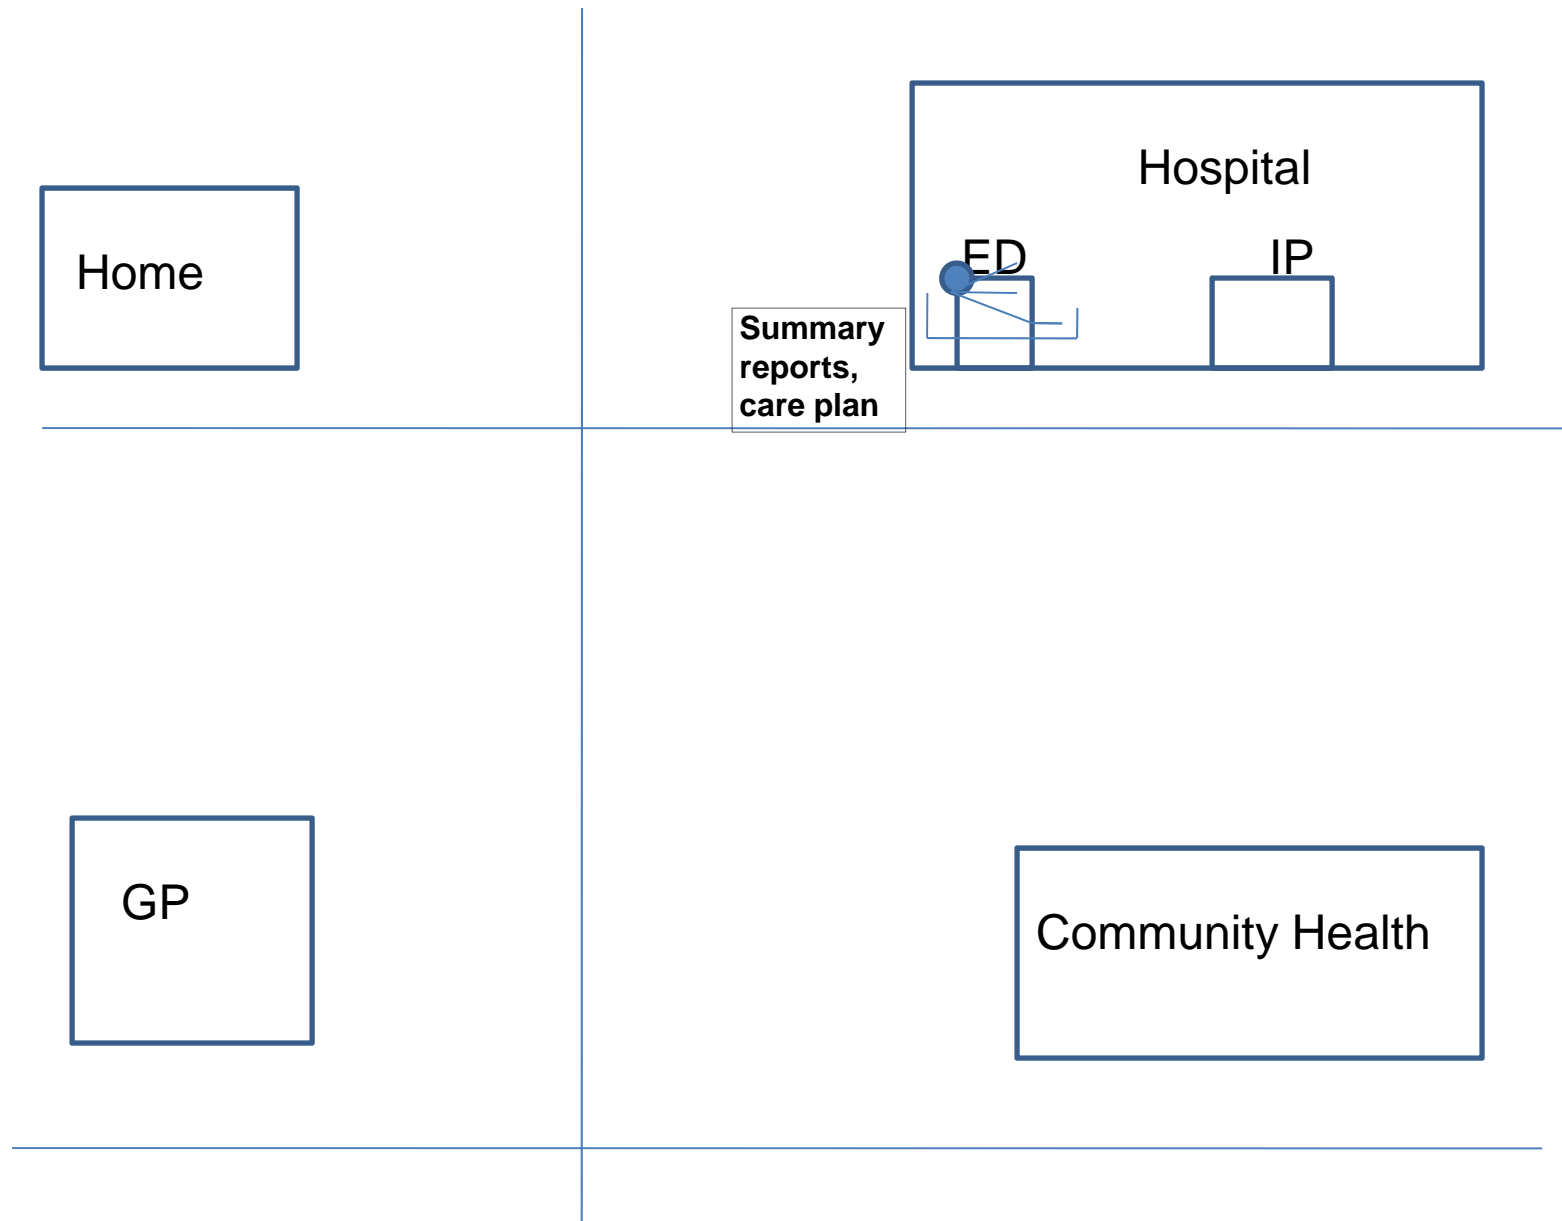 Hospital
ED
IP
Home
Summary
reports,
care plan
GP
Community Health